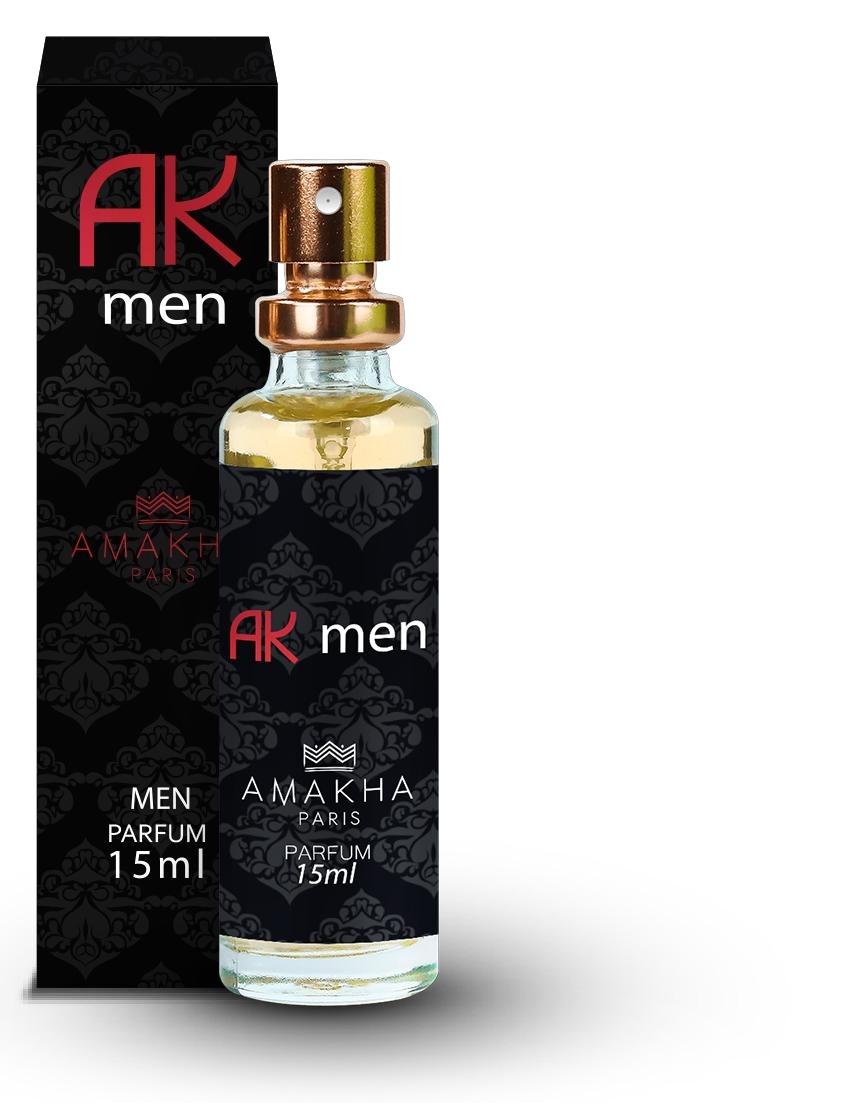 AK
men
AMAKH
PARIS
MEN
PARFUM
15ml
AK men
AMAKHA
PARIS
PARFUM
15ml